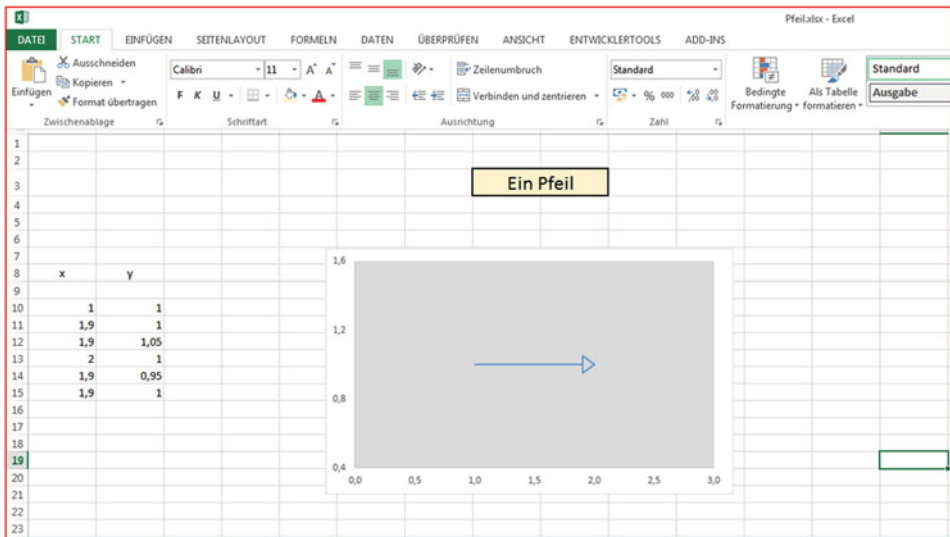 Pfeil.xlsx - Excel
DATEI START EINFÜGEN SEITENLAYOUT FORMELN DATEN ÜBERPRÜFEN ANSICHT ENTWICKLERTOOLS ADD-INS
Einfügen
Ausschneiden
Kopieren
Format übertragen
Zwischenablage
Calibri 11 A A
F K U A
Schriftart
Zeilenumbruch
Verbinden und zentrieren
Ausrichtung
Standard
% 000
Zahl
Bedingte Formatierung
Als Tabelle formatieren
Standard
Ausgabe
1
2
3 Ein Pfeil
4
5
6
7
8 x y
9
10 1 1
11 1,9 1
12 1,9 1,05
13 2 1
14 1,9 0,95
15 1,9 1
16
17
18
19
20
21
22
23
1,6
1,2
0,8
0,4
0,0 0,5 1,0 1,5 2,0 2,5 3,0